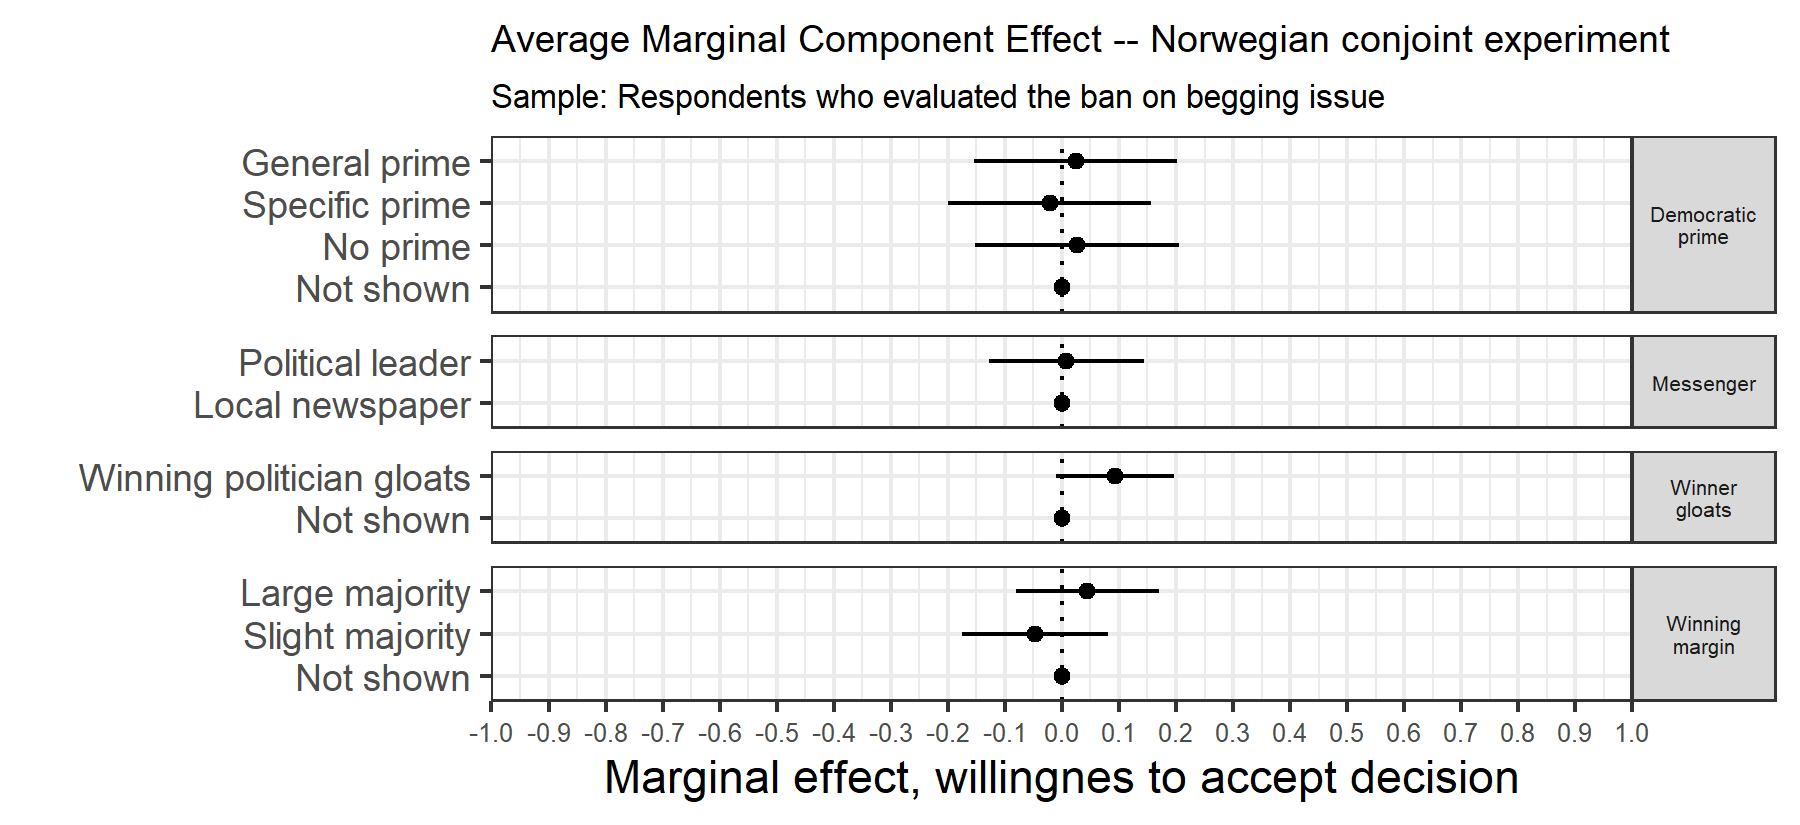 Average Marginal Component Effect -- Norwegian conjoint experiment
Sample: Respondents who evaluated the ban on begging issue
General prime
Specific prime
No prime
Not shown
Democratic
prime
Political leader
Local newspaper
Messenger
Winning politician gloats
Not shown
Winner
gloats
Large majority
Slight majority
Not shown
Winning
margin
-1.0 -0.9 -0.8 -0.7 -0.6 -0.5 -0.4 -0.3 -0.2 -0.1 0.0 0.1 0.2 0.3 0.4 0.5 0.6 0.7 0.8 0.9 1.0
Marginal effect, willingnes to accept decision